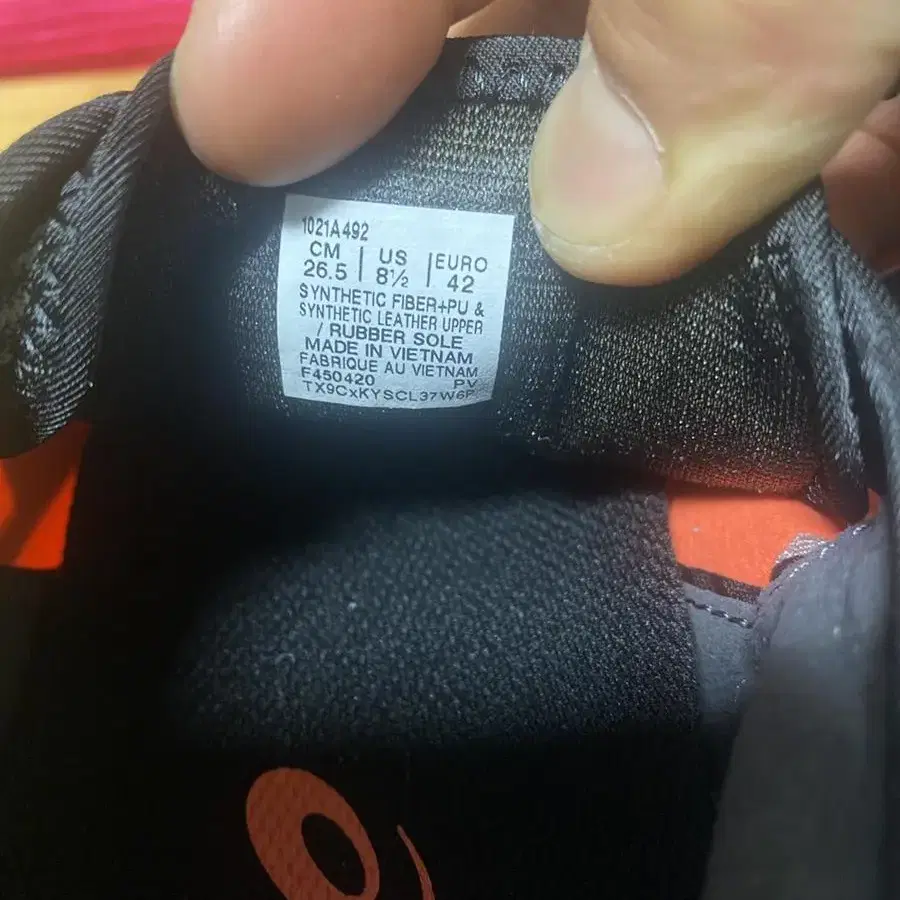 1021A492
CM | US | EURO
26.5 | 8½ | 42
SYNTHETIC FIBER+PU &
SYNTHETIC LEATHER UPPER
/ RUBBER SOLE
MADE IN VIETNAM
FABRIQUE AU VIETNAM
F450420 PV
TX9CxKYSCL37W6P